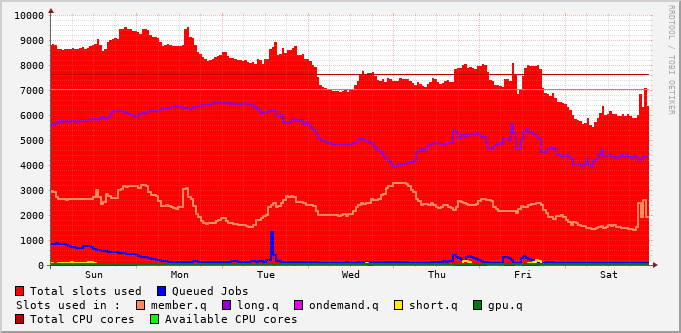 10000
9000
8000
7000
6000
5000
4000
3000
2000
1000
0
Sun Mon Tue Wed Thu Fri Sat
RRDTOOL / TOBI OETIKER
Total slots used Queued Jobs
Slots used in : member.q long.q ondemand.q short.q gpu.q
Total CPU cores Available CPU cores